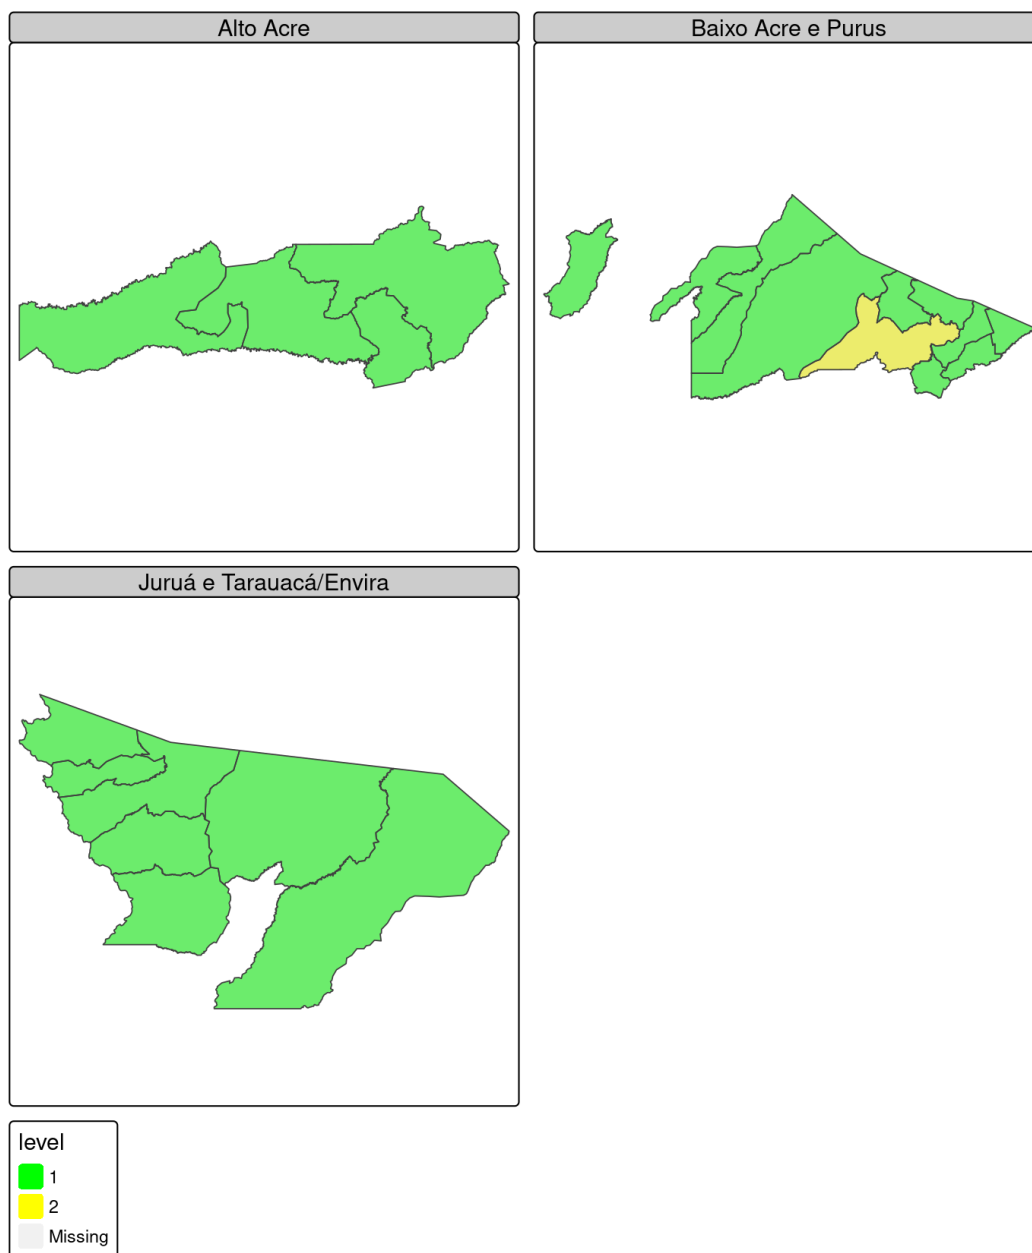 Alto Acre
Baixo Acre e Purus
Juruá e Tarauacá/Envira
level
1
2
Missing